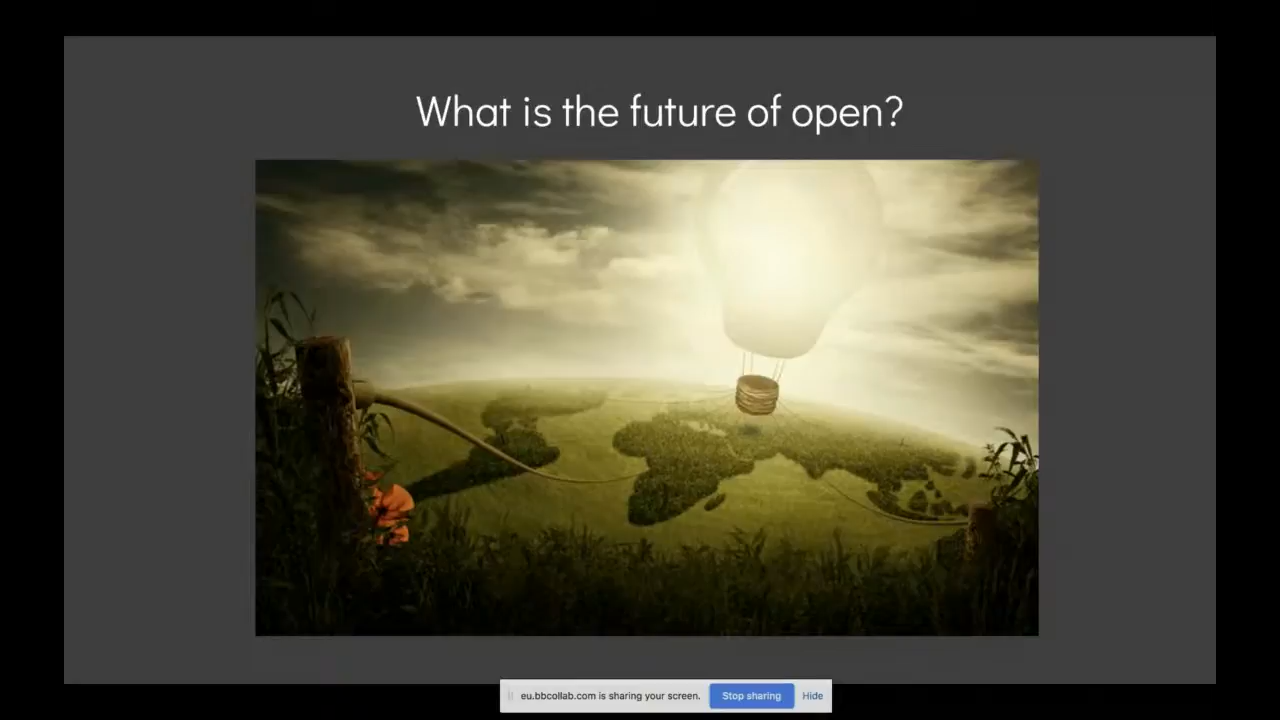 What is the future of open?
eu.bbcollab.com is sharing your screen. Stop sharing Hide